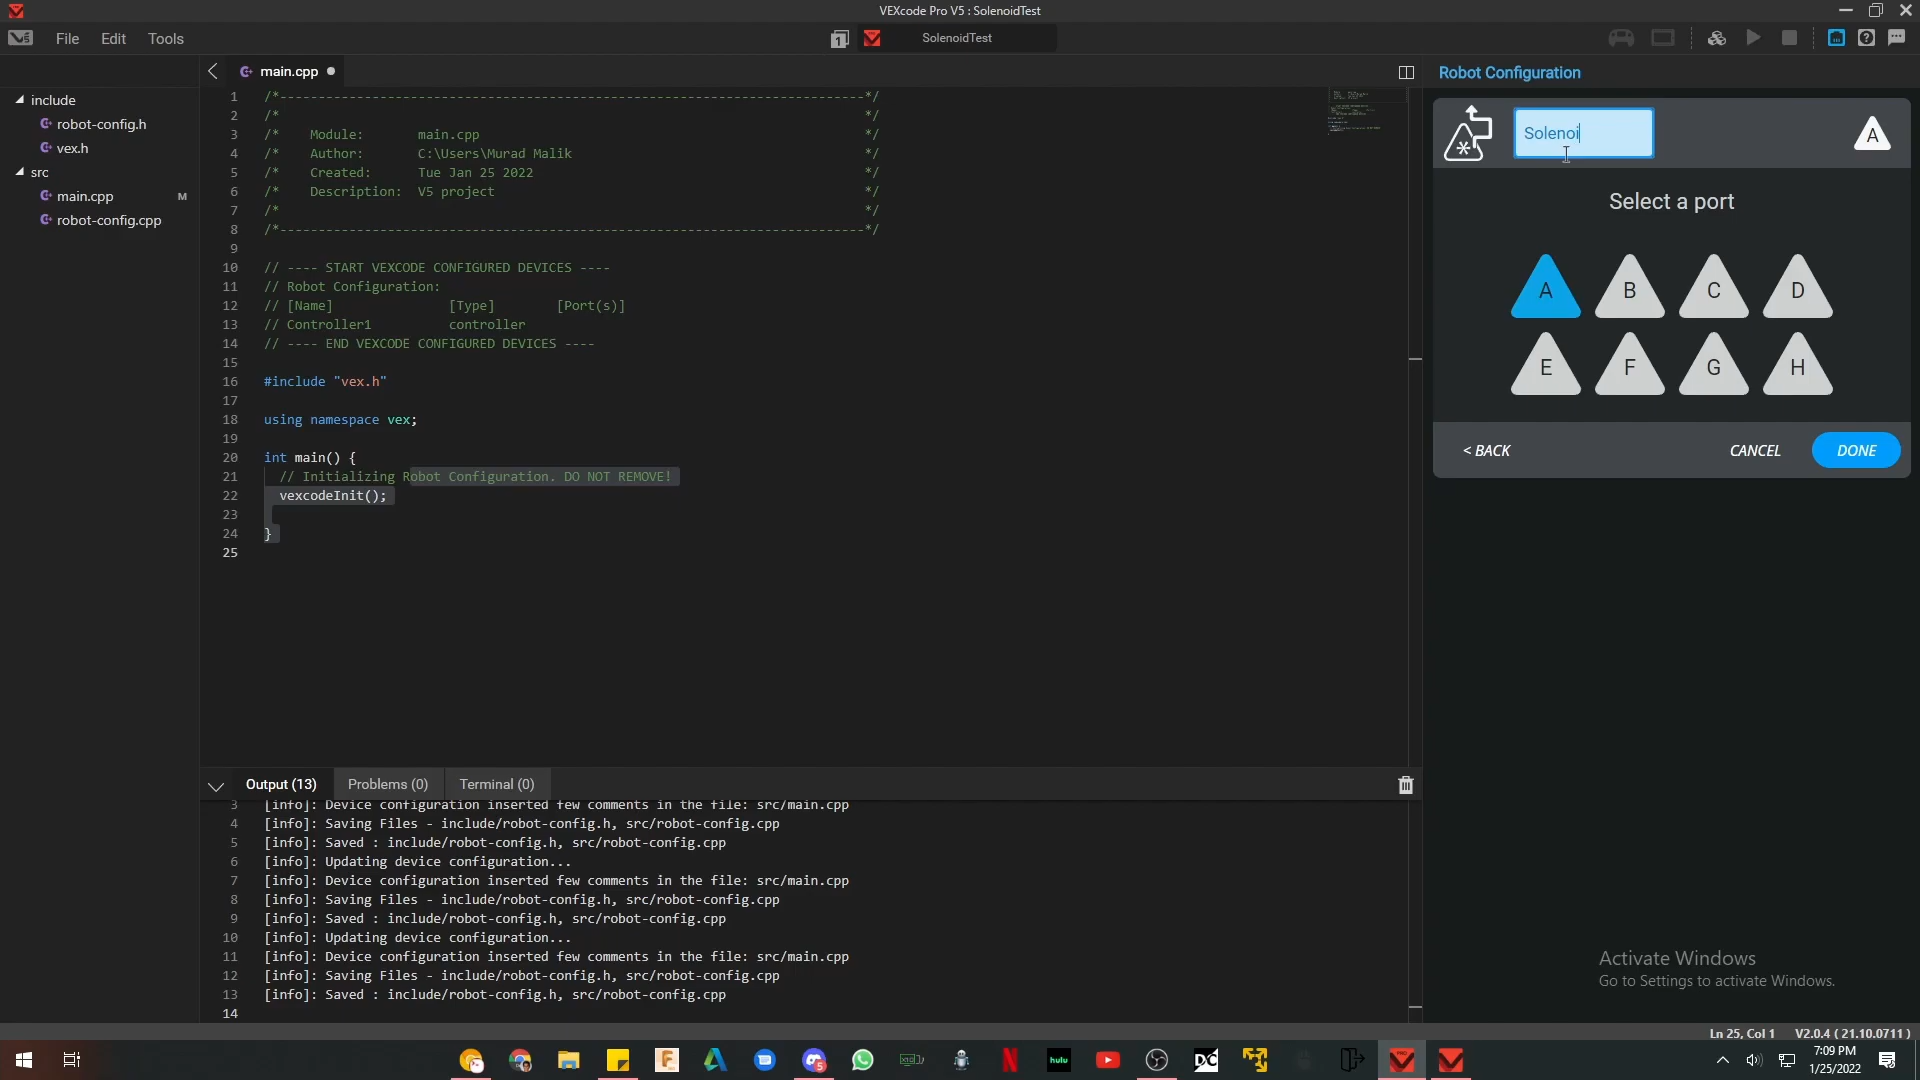 VEXcode Pro V5 : SolenoidTest
File Edit Tools
1 SolenoidTest
main.cpp
Robot Configuration
include
robot-config.h
vex.h
src
main.cpp M
robot-config.cpp
1 /*----------------------------------------------------------------------------*/
2 /* */
3 /* Module: main.cpp */
4 /* Author: C:\Users\Murad Malik */
5 /* Created: Tue Jan 25 2022 */
6 /* Description: V5 project */
7 /* */
8 /*----------------------------------------------------------------------------*/
9
10 // ---- START VEXCODE CONFIGURED DEVICES ----
11 // Robot Configuration:
12 // [Name] [Type] [Port(s)]
13 // Controller1 controller
14 // ---- END VEXCODE CONFIGURED DEVICES ----
15
16 #include "vex.h"
17
18 using namespace vex;
19
20 int main() {
21 // Initializing Robot Configuration. DO NOT REMOVE!
22 vexcodeInit();
23
24 }
25
Solenoi
A
Select a port
A B C D
E F G H
< BACK CANCEL DONE
Output (13) Problems (0) Terminal (0)
3 [info]: Device configuration inserted few comments in the file: src/main.cpp
4 [info]: Saving Files - include/robot-config.h, src/robot-config.cpp
5 [info]: Saved : include/robot-config.h, src/robot-config.cpp
6 [info]: Updating device configuration...
7 [info]: Device configuration inserted few comments in the file: src/main.cpp
8 [info]: Saving Files - include/robot-config.h, src/robot-config.cpp
9 [info]: Saved : include/robot-config.h, src/robot-config.cpp
10 [info]: Updating device configuration...
11 [info]: Device configuration inserted few comments in the file: src/main.cpp
12 [info]: Saving Files - include/robot-config.h, src/robot-config.cpp
13 [info]: Saved : include/robot-config.h, src/robot-config.cpp
14
Activate Windows
Go to Settings to activate Windows.
Ln 25, Col 1 V2.0.4 ( 21.10.0711 )
hulu
DC
7:09 PM
1/25/2022